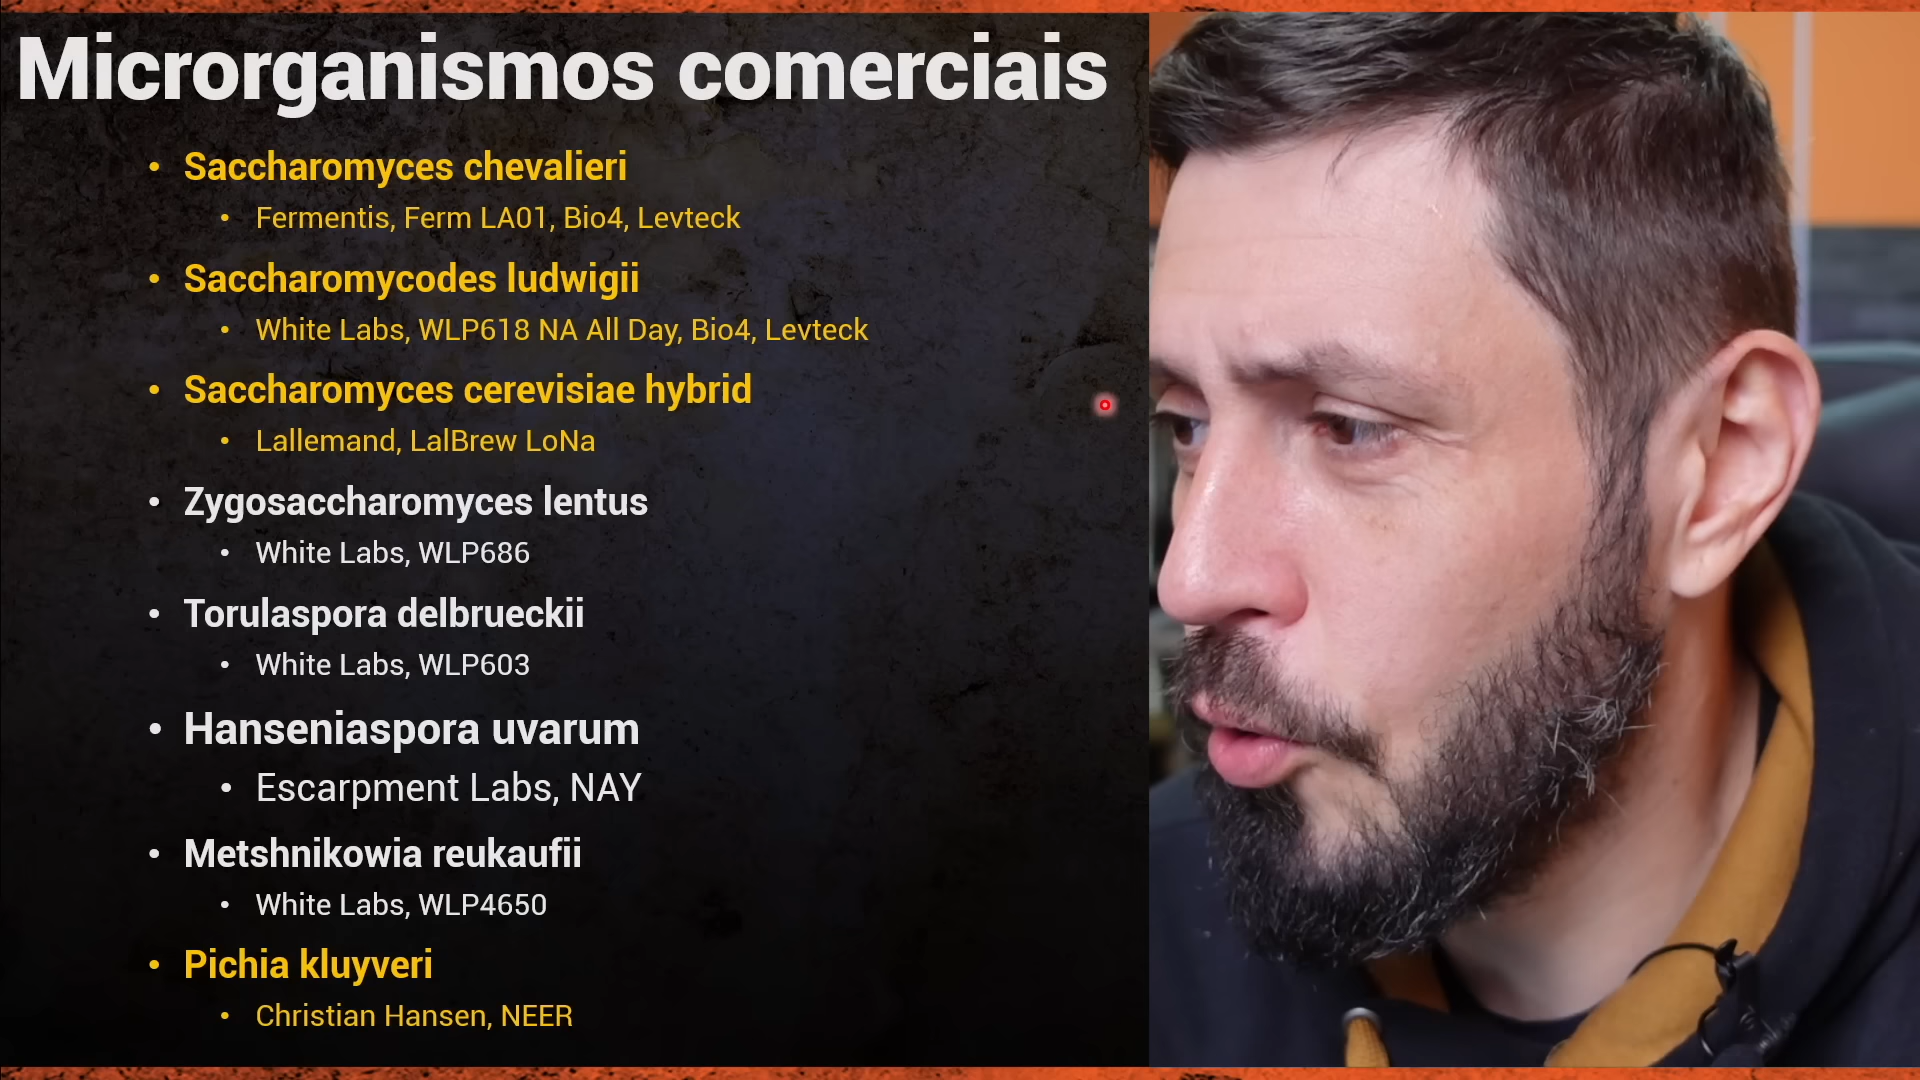 Microrganismos comerciais
• Saccharomyces chevalieri
• Fermentis, Ferm LA01, Bio4, Levteck
• Saccharomycodes ludwigii
• White Labs, WLP618 NA All Day, Bio4, Levteck
• Saccharomyces cerevisiae hybrid
• Lallemand, LalBrew LoNa
• Zygosaccharomyces lentus
• White Labs, WLP686
• Torulaspora delbrueckii
• White Labs, WLP603
• Hanseniaspora uvarum
• Escarpment Labs, NAY
• Metshnikowia reukaufii
• White Labs, WLP4650
• Pichia kluyveri
• Christian Hansen, NEER